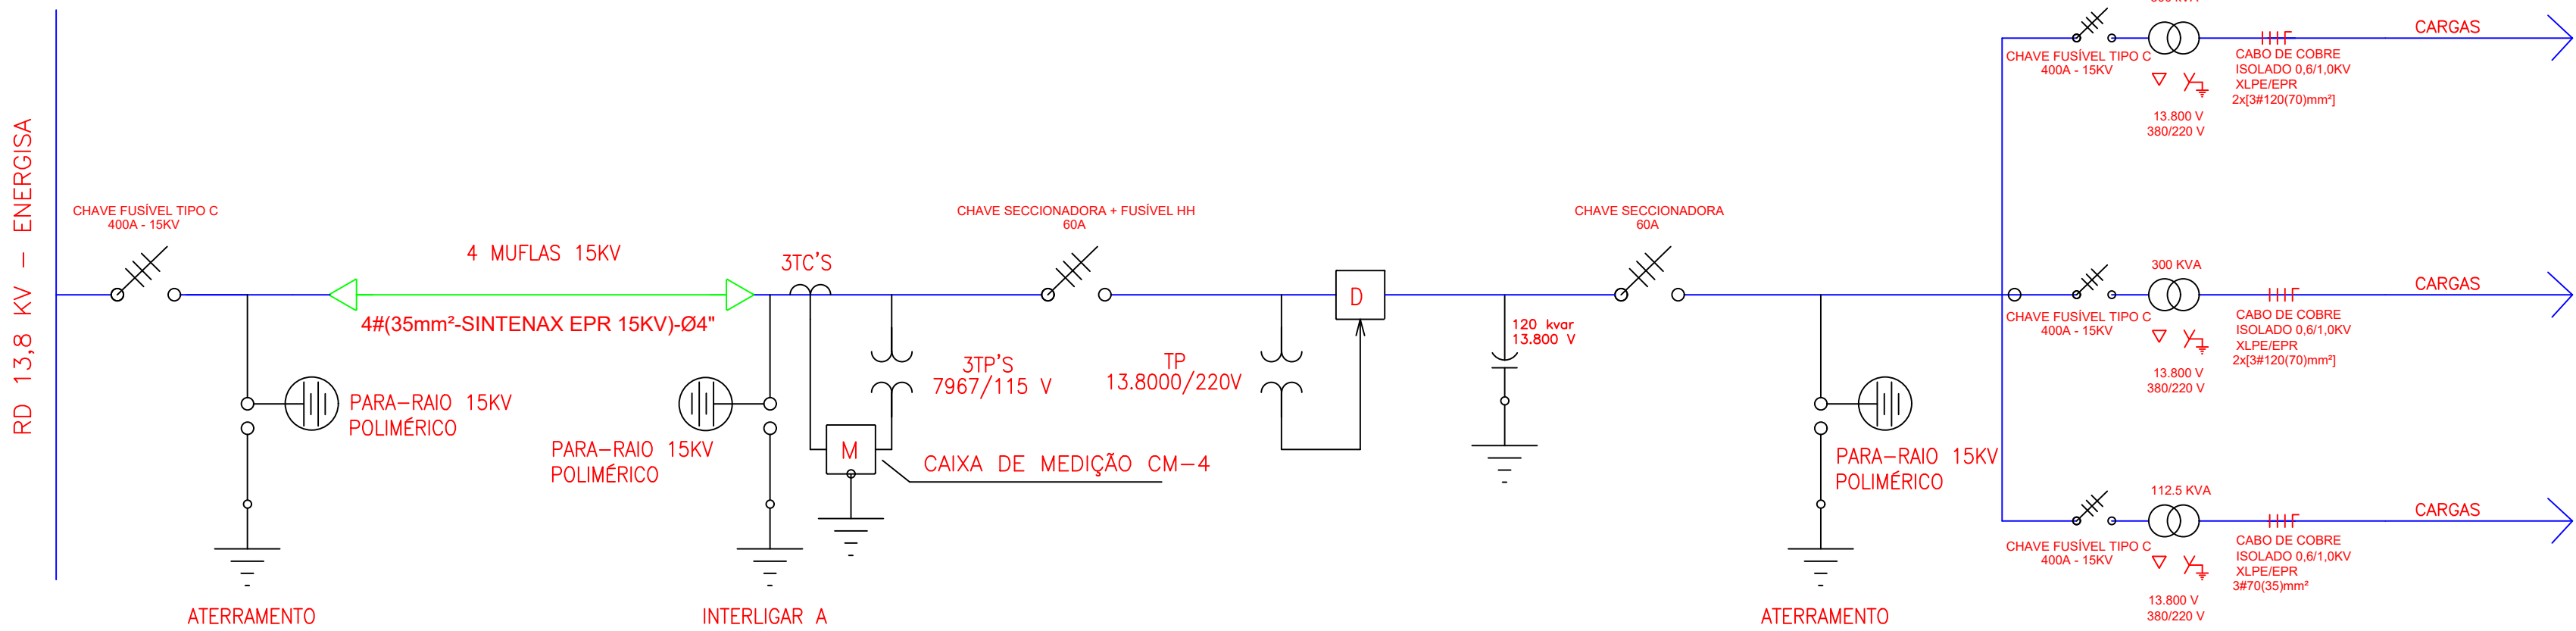 RD 13,8 KV - ENERGISA
CHAVE FUSÍVEL TIPO C
400A - 15KV
4 MUFLAS 15KV
4#(35mm²-SINTENAX EPR 15KV)-Ø4"
PARA-RAIO 15KV
POLIMÉRICO
ATERRAMENTO
PARA-RAIO 15KV
POLIMÉRICO
INTERLIGAR A
3TC'S
3TP'S
7967/115 V
M
CAIXA DE MEDIÇÃO CM-4
CHAVE SECCIONADORA + FUSÍVEL HH
60A
TP
13.8000/220V
D
120 kvar
13.800 V
CHAVE SECCIONADORA
60A
PARA-RAIO 15KV
POLIMÉRICO
ATERRAMENTO
CHAVE FUSÍVEL TIPO C
400A - 15KV
13.800 V
380/220 V
CABO DE COBRE
ISOLADO 0,6/1,0KV
XLPE/EPR
2x[3#120(70)mm²]
CARGAS
CHAVE FUSÍVEL TIPO C
400A - 15KV
300 KVA
13.800 V
380/220 V
CABO DE COBRE
ISOLADO 0,6/1,0KV
XLPE/EPR
2x[3#120(70)mm²]
CARGAS
CHAVE FUSÍVEL TIPO C
400A - 15KV
112.5 KVA
13.800 V
380/220 V
CABO DE COBRE
ISOLADO 0,6/1,0KV
XLPE/EPR
3#70(35)mm²
CARGAS